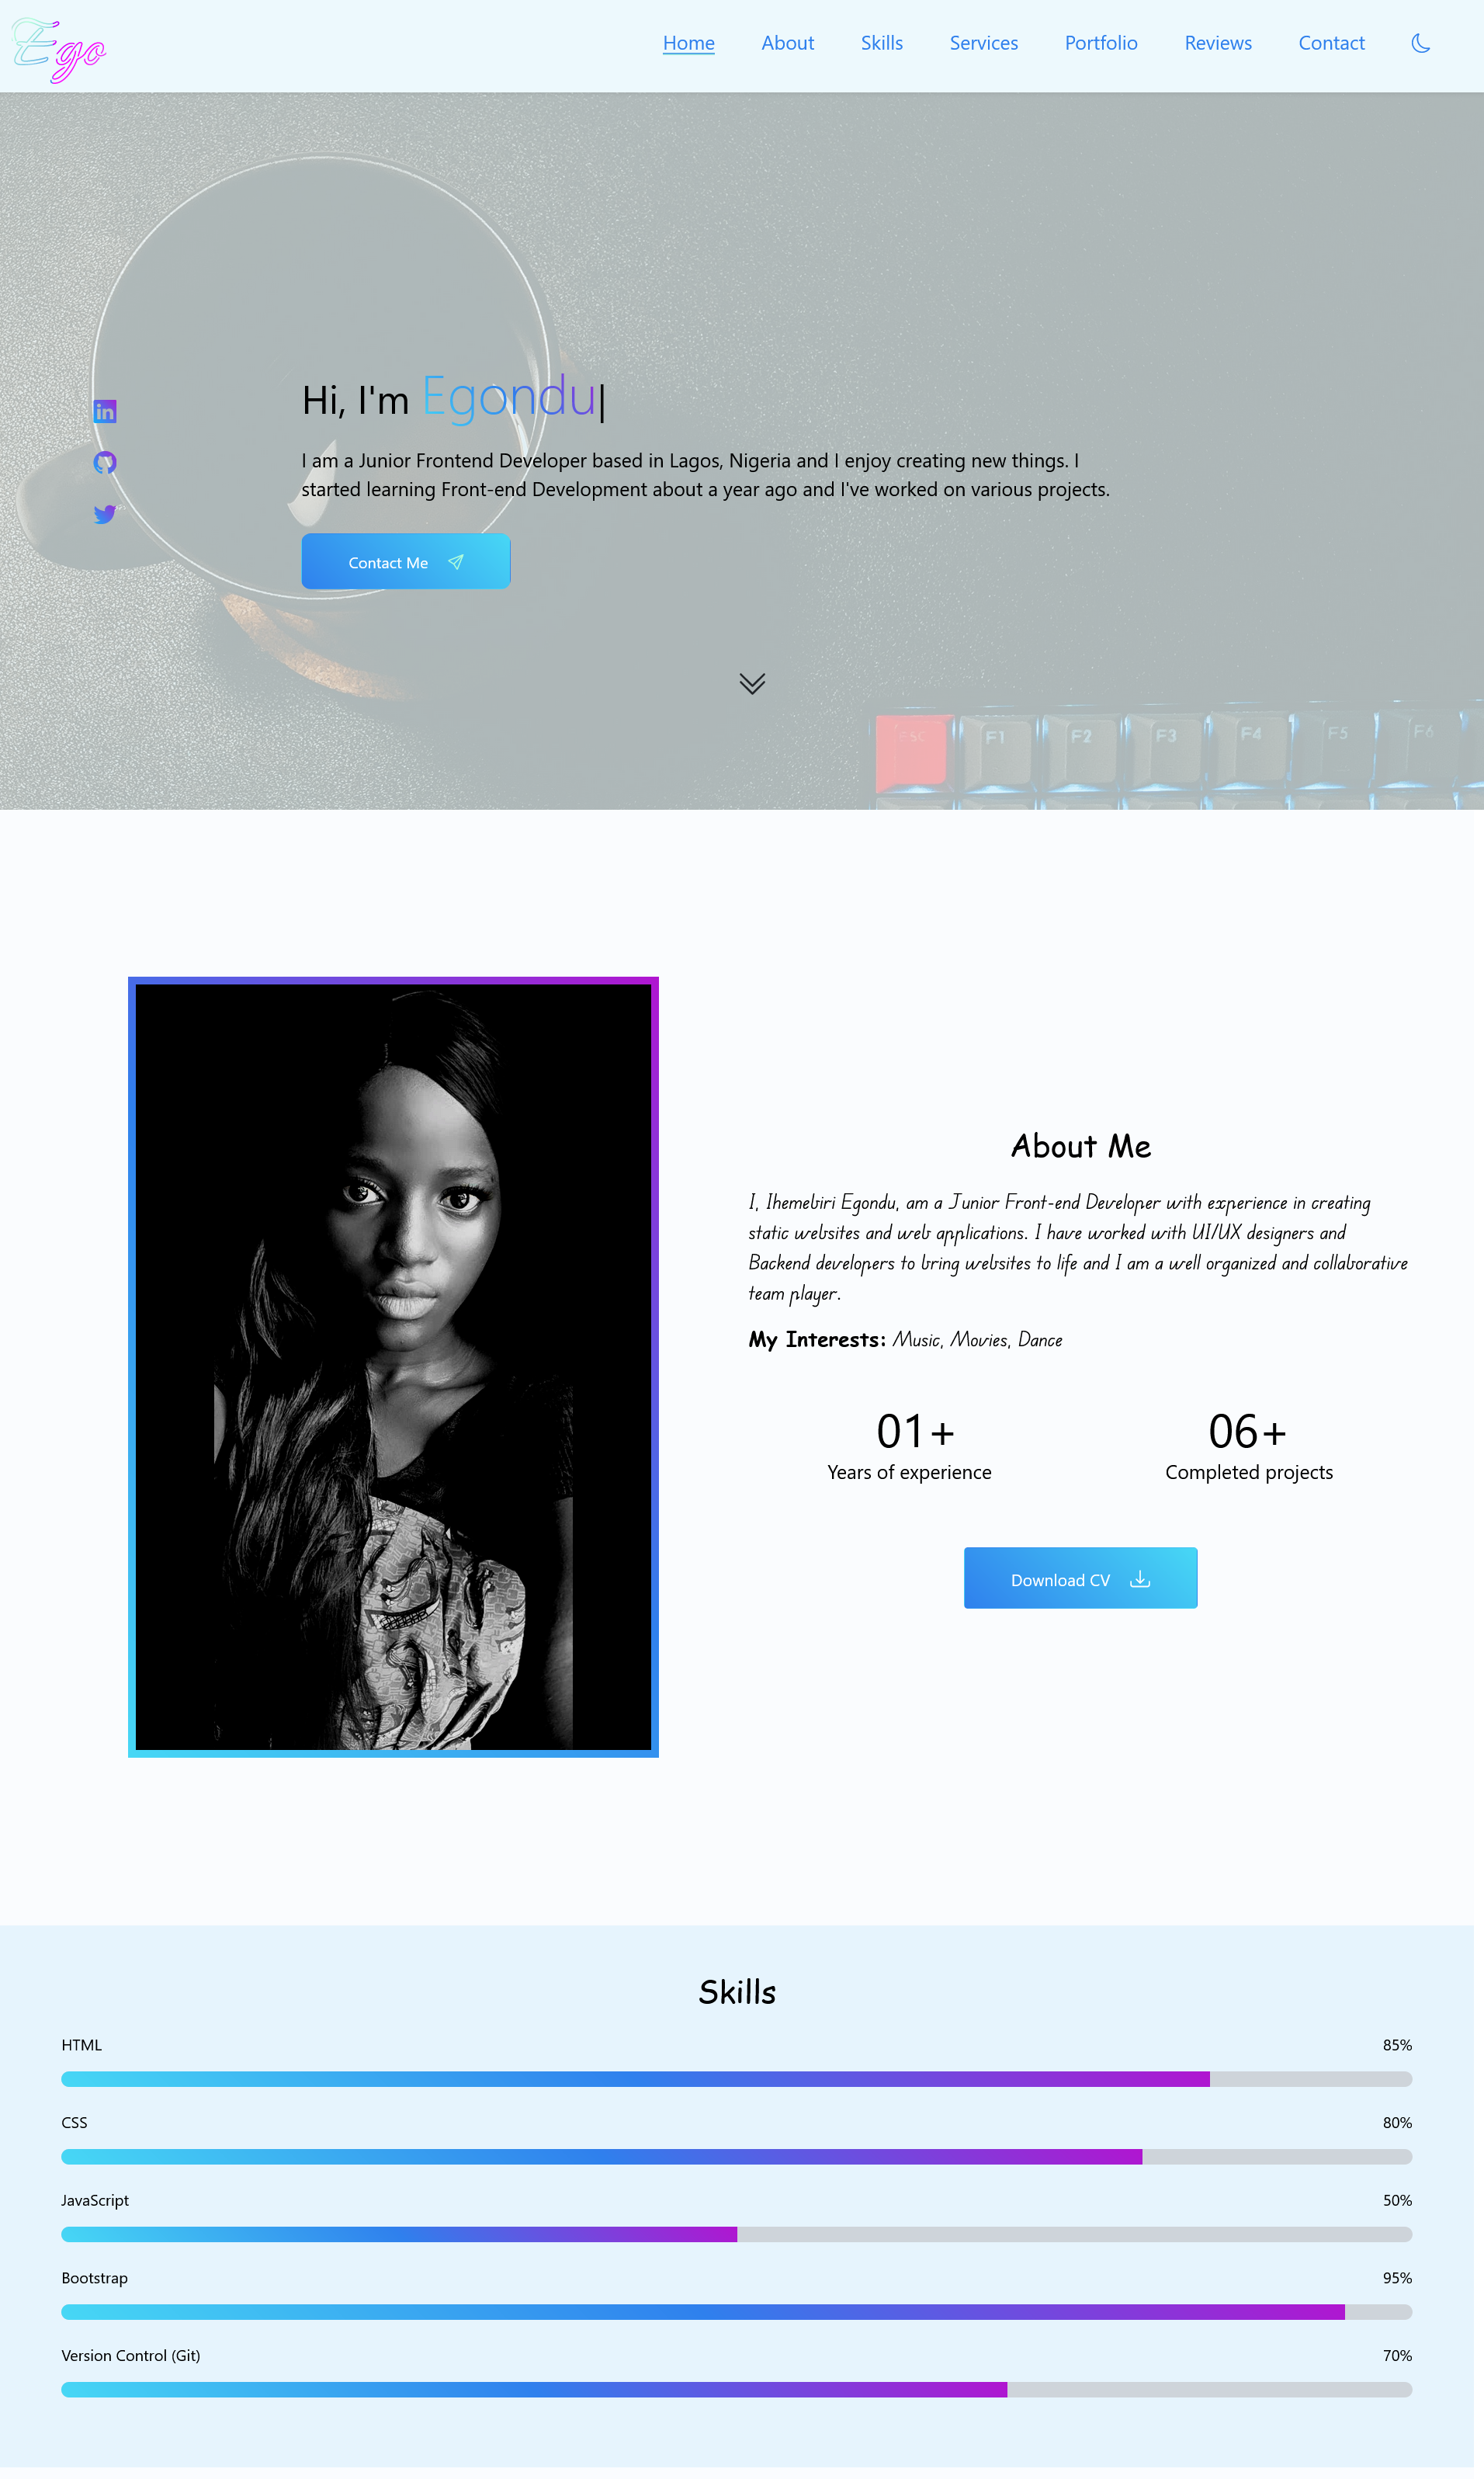 Ego
Home About Skills Services Portfolio Reviews Contact
Hi, I'm Egondu|
I am a Junior Frontend Developer based in Lagos, Nigeria and I enjoy creating new things. I
started learning Front-end Development about a year ago and I've worked on various projects.
Contact Me
ESC F1 F2 F3 F4 F5 F6
About Me
I, Ihemebiri Egondu, am a Junior Front-end Developer with experience in creating
static websites and web applications. I have worked with UI/UX designers and
Backend developers to bring websites to life and I am a well organized and collaborative
team player.
My Interests: Music, Movies, Dance
01+ 06+
Years of experience Completed projects
Download CV
Skills
HTML 85%
CSS 80%
JavaScript 50%
Bootstrap 95%
Version Control (Git) 70%